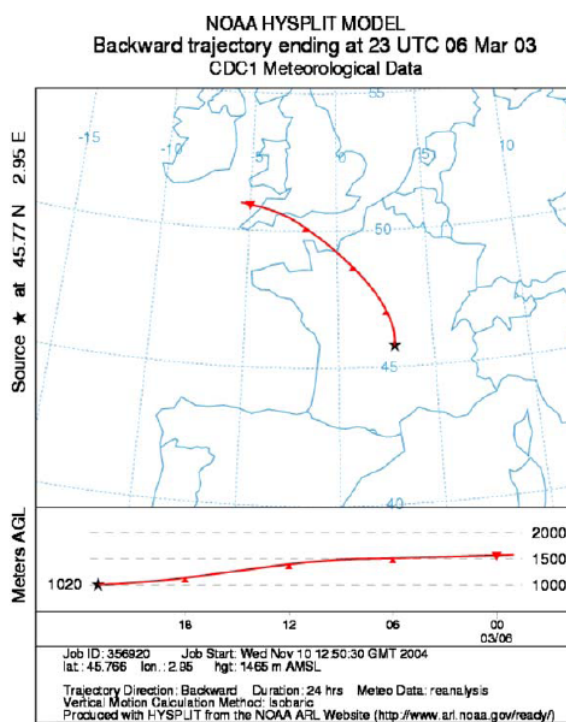 NOAA HYSPLIT MODEL
Backward trajectory ending at 23 UTC 06 Mar 03
CDC1 Meteorological Data
Source ★ at 45.77 N 2.95 E
-15
-10
-5
0
5
10
55
50
45
40
Meters AGL
1020
2000
1500
1000
18
12
06
00
03/06
Job ID: 356920 Job Start: Wed Nov 10 12:50:30 GMT 2004
lat.: 45.766 lon.: 2.95 hgt: 1465 m AMSL
Trajectory Direction: Backward Duration: 24 hrs Meteo Data: reanalysis
Vertical Motion Calculation Method: Isobaric
Produced with HYSPLIT from the NOAA ARL Website (http://www.arl.noaa.gov/ready/)